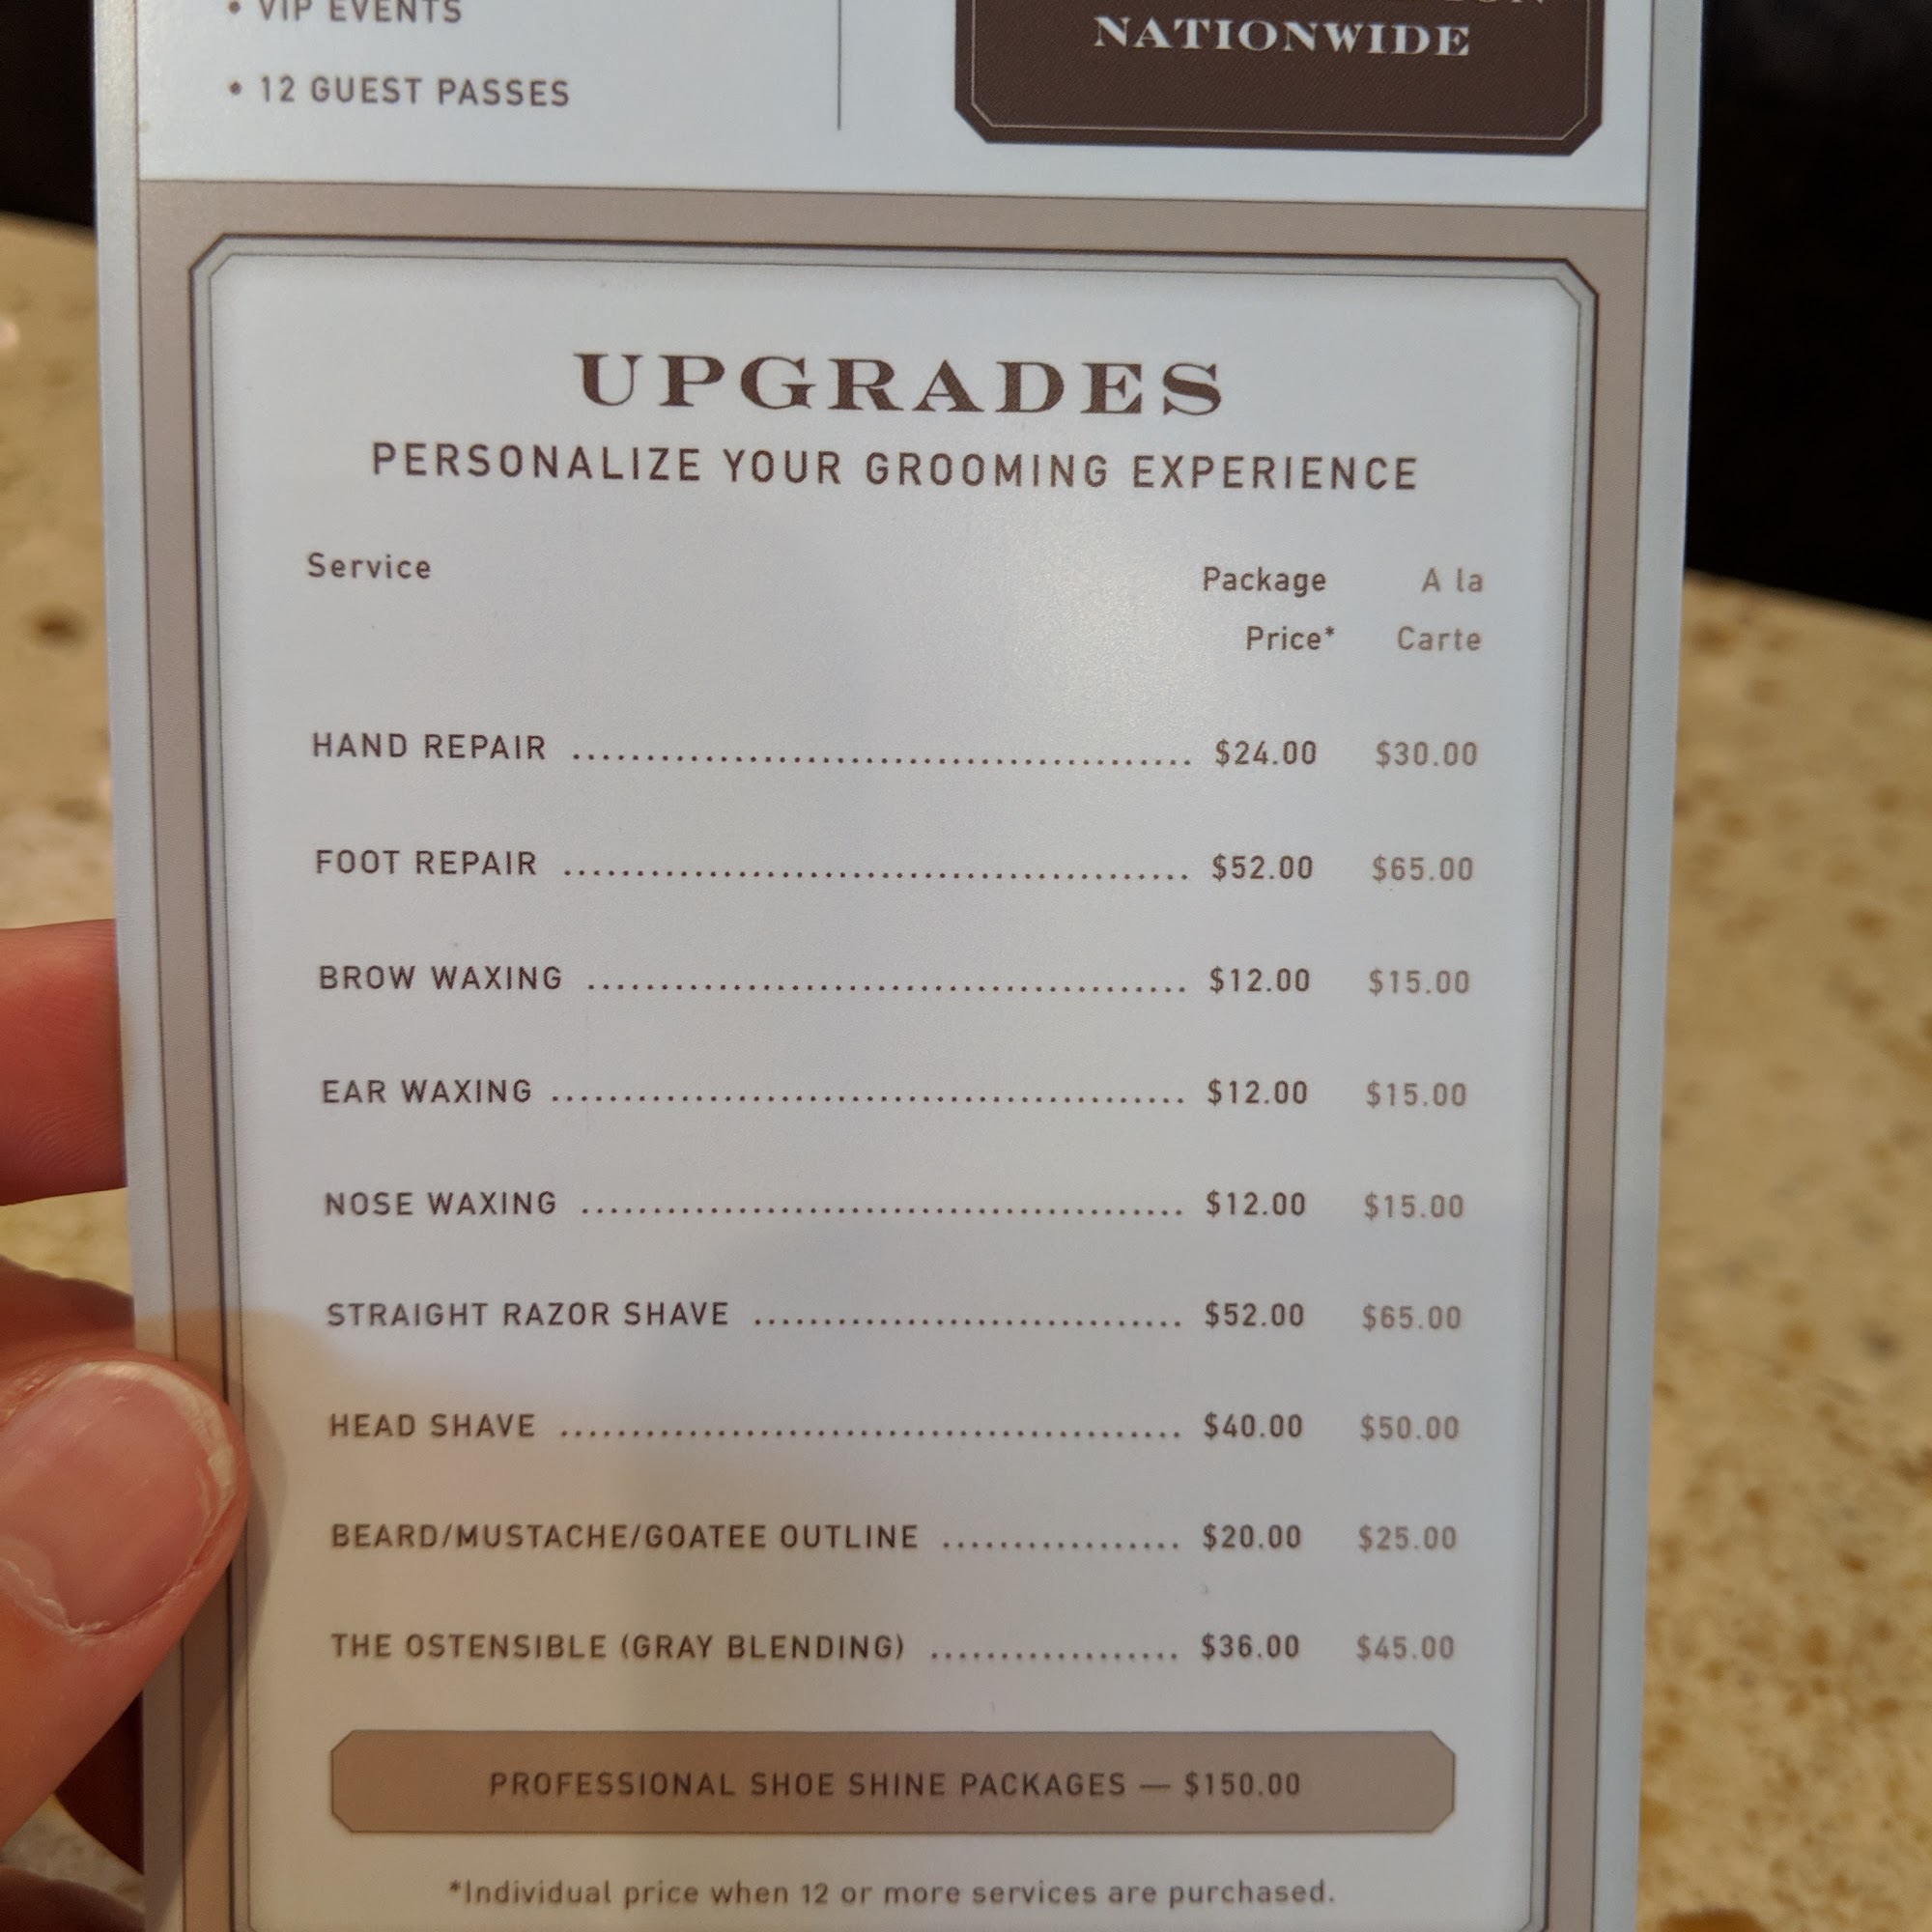 • VIP EVENTS
• 12 GUEST PASSES
NATIONWIDE
UPGRADES
PERSONALIZE YOUR GROOMING EXPERIENCE
Service Package A la
Price* Carte
HAND REPAIR .................................................. $24.00 $30.00
FOOT REPAIR .................................................. $52.00 $65.00
BROW WAXING ................................................ $12.00 $15.00
EAR WAXING ................................................... $12.00 $15.00
NOSE WAXING ................................................. $12.00 $15.00
STRAIGHT RAZOR SHAVE ................................... $52.00 $65.00
HEAD SHAVE ................................................... $40.00 $50.00
BEARD/MUSTACHE/GOATEE OUTLINE .................... $20.00 $25.00
THE OSTENSIBLE (GRAY BLENDING) ..................... $36.00 $45.00
PROFESSIONAL SHOE SHINE PACKAGES — $150.00
*Individual price when 12 or more services are purchased.